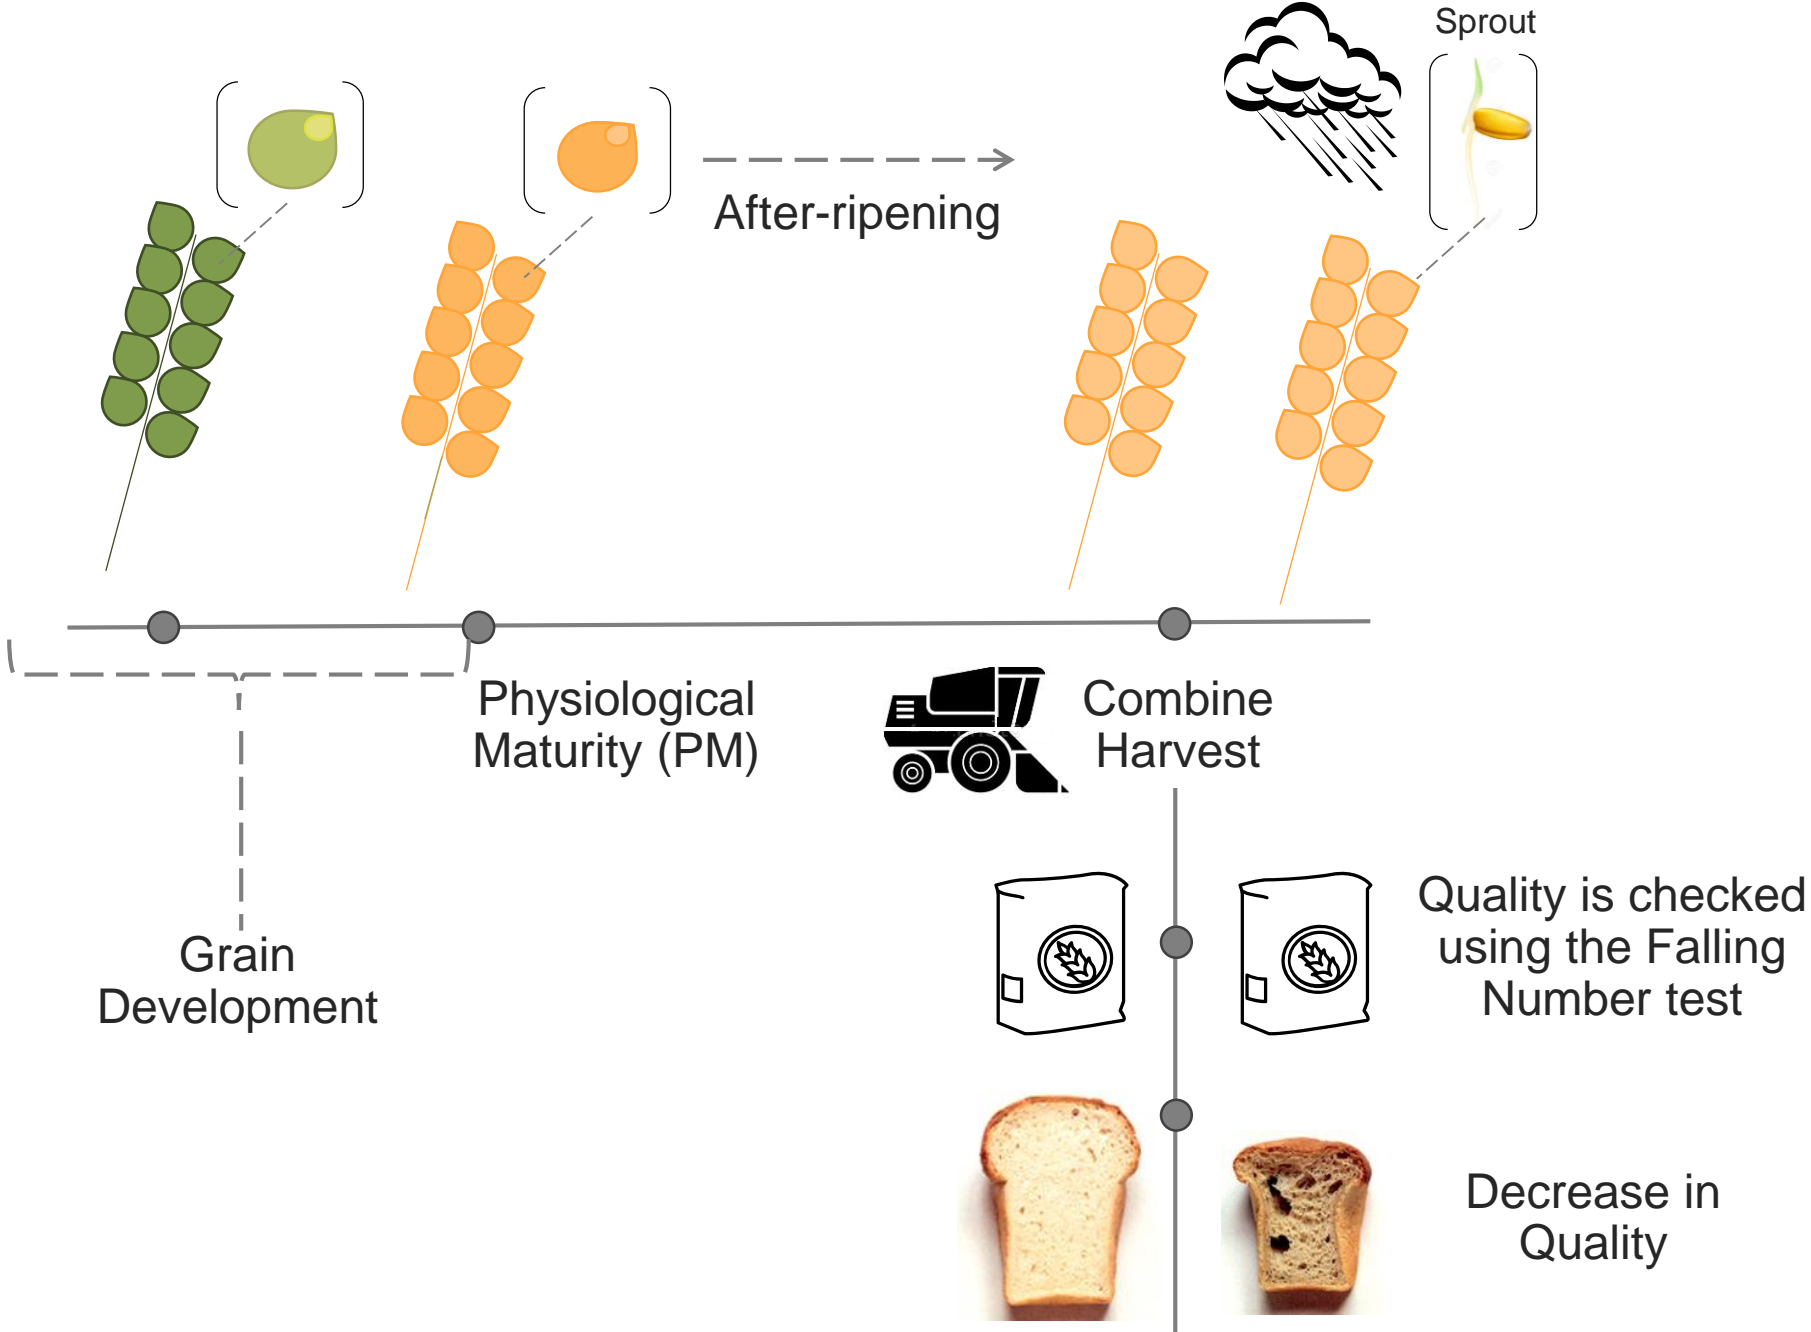 Sprout
After-ripening
Physiological
Maturity (PM)
Combine
Harvest
Grain
Development
Quality is checked
using the Falling
Number test
Decrease in
Quality